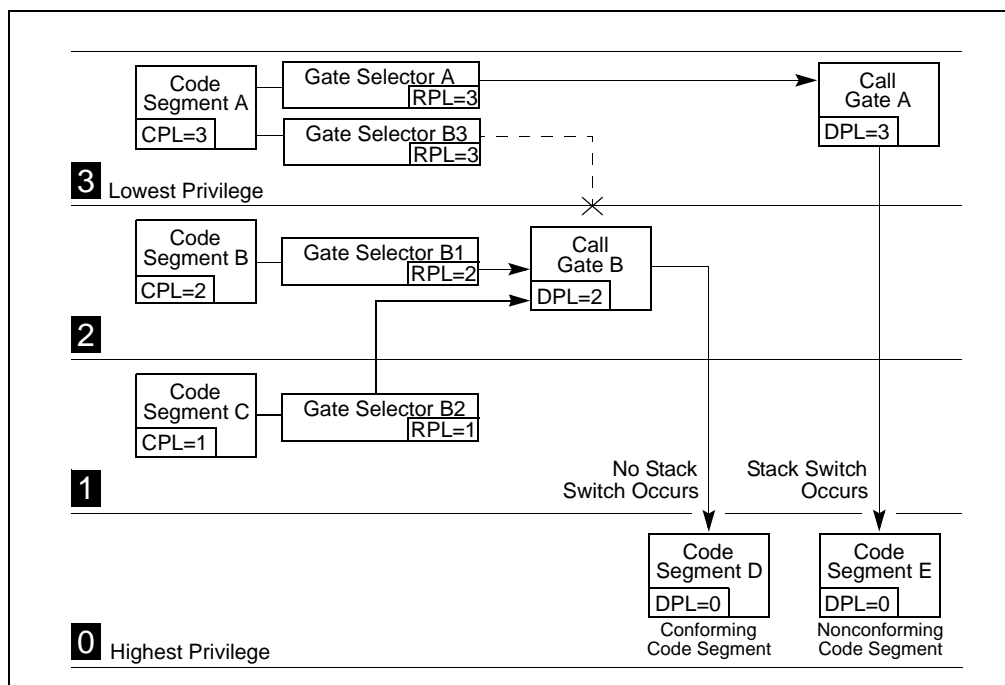 Code
Segment A
CPL=3
Gate Selector A
RPL=3
Gate Selector B3
RPL=3
Call
Gate A
DPL=3
3 Lowest Privilege
Code
Segment B
CPL=2
Gate Selector B1
RPL=2
Call
Gate B
DPL=2
2
Code
Segment C
CPL=1
Gate Selector B2
RPL=1
No Stack
Switch Occurs
Stack Switch
Occurs
1
Code
Segment D
DPL=0
Conforming
Code Segment
Code
Segment E
DPL=0
Nonconforming
Code Segment
0 Highest Privilege